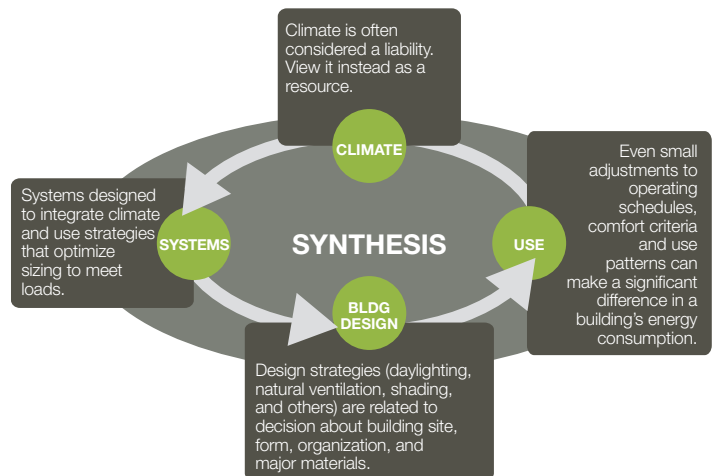 Climate is often
considered a liability.
View it instead as a
resource.
CLIMATE
Systems designed
to integrate climate
and use strategies
that optimize
sizing to meet
loads.
SYSTEMS
SYNTHESIS
USE
Even small
adjustments to
operating
schedules,
comfort criteria
and use
patterns can
make a significant
difference in a
building’s energy
consumption.
BLDG
DESIGN
Design strategies (daylighting,
natural ventilation, shading,
and others) are related to
decision about building site,
form, organization, and
major materials.